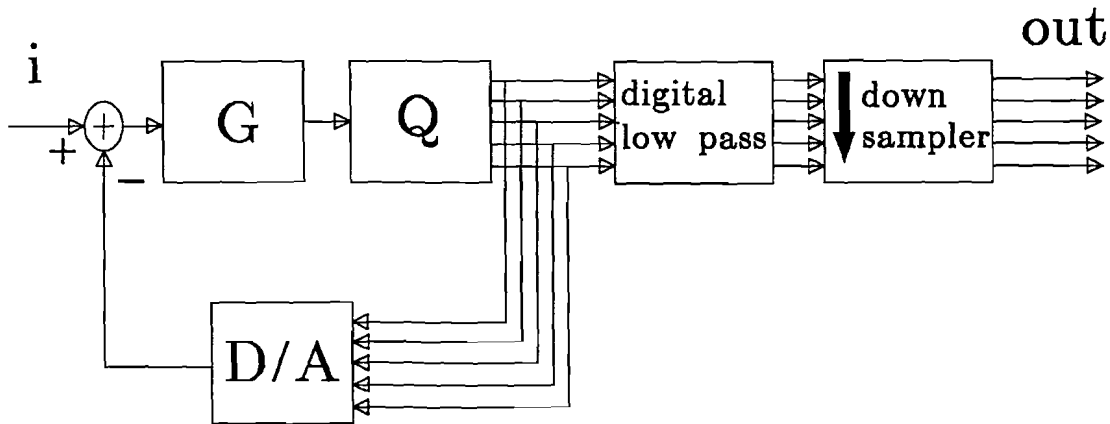 out
i
G
Q
digital
low pass
down
sampler
+
+
−
D/A